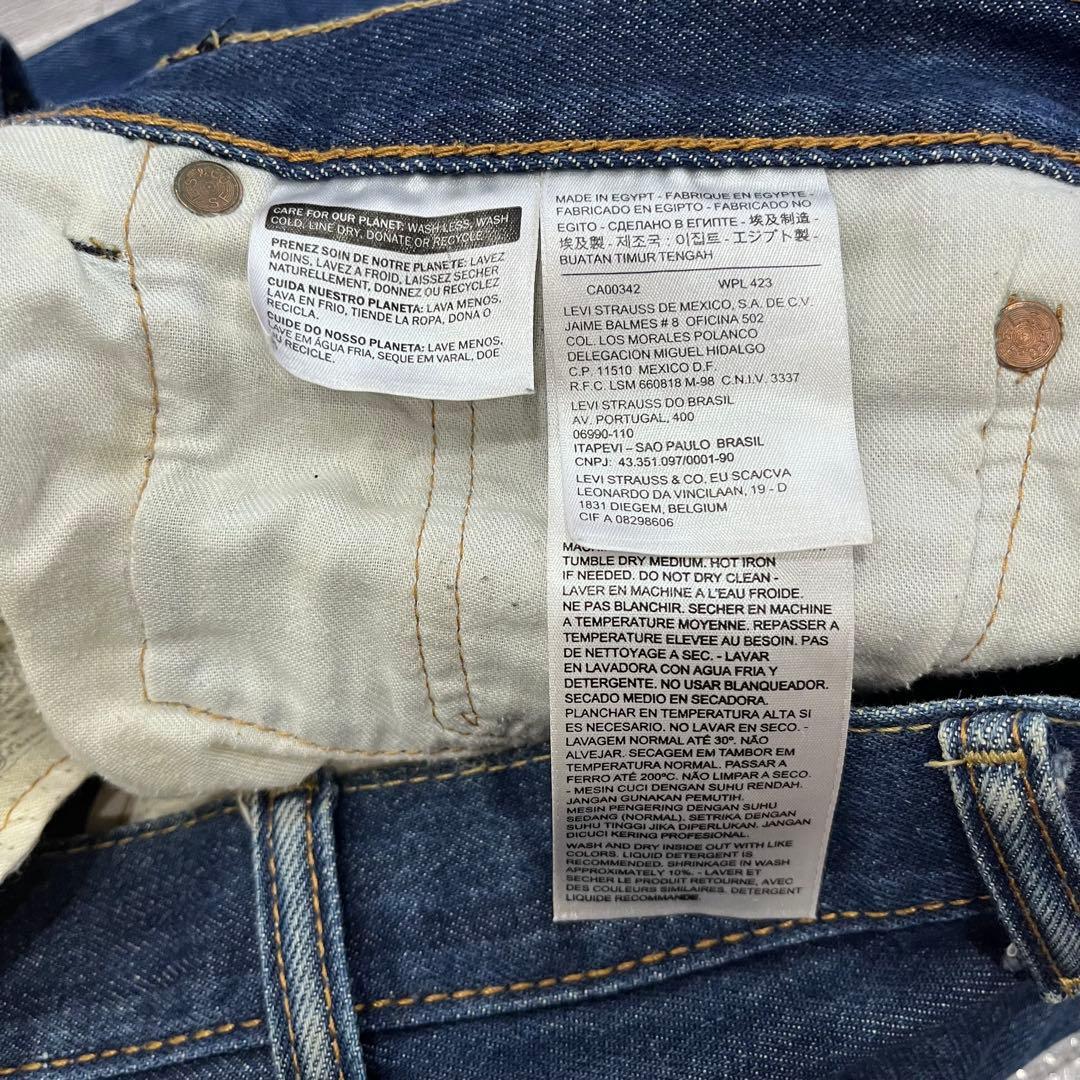 CARE FOR OUR PLANET: WASH LESS, WASH
COLD, LINE DRY, DONATE OR RECYCLE
PRENEZ SOIN DE NOTRE PLANETE: LAVEZ
MOINS, LAVEZ A FROID, LAISSEZ SECHER
NATURELLEMENT, DONNEZ OU RECYCLEZ
CUIDA NUESTRO PLANETA: LAVA MENOS,
LAVA EN FRIO, TIENDE LA ROPA, DONA O
RECICLA.
CUIDE DO NOSSO PLANETA: LAVE MENOS,
LAVE EM ÁGUA FRIA, SEQUE EM VARAL, DOE
OU RECICLE.
MADE IN EGYPT - FABRIQUE EN EGYPTE -
FABRICADO EN EGIPTO - FABRICADO NO
EGITO - СДЕЛАНО В ЕГИПТЕ - 埃及制造 -
埃及製 - 제조국 : 이집트 - エジプト製 -
BUATAN TIMUR TENGAH
CA00342 WPL 423
LEVI STRAUSS DE MEXICO, S.A. DE C.V.
JAIME BALMES # 8 OFICINA 502
COL. LOS MORALES POLANCO
DELEGACION MIGUEL HIDALGO
C.P. 11510 MEXICO D.F.
R.F.C. LSM 660818 M-98 C.N.I.V. 3337
LEVI STRAUSS DO BRASIL
AV. PORTUGAL, 400
06990-110
ITAPEVI – SAO PAULO BRASIL
CNPJ: 43.351.097/0001-90
LEVI STRAUSS & CO. EU SCA/CVA
LEONARDO DA VINCILAAN, 19 - D
1831 DIEGEM, BELGIUM
CIF A 08298606
TUMBLE DRY MEDIUM. HOT IRON
IF NEEDED. DO NOT DRY CLEAN -
LAVER EN MACHINE A L'EAU FROIDE.
NE PAS BLANCHIR. SECHER EN MACHINE
A TEMPERATURE MOYENNE. REPASSER A
TEMPERATURE ELEVEE AU BESOIN. PAS
DE NETTOYAGE A SEC. - LAVAR
EN LAVADORA CON AGUA FRIA Y
DETERGENTE. NO USAR BLANQUEADOR.
SECADO MEDIO EN SECADORA.
PLANCHAR EN TEMPERATURA ALTA SI
ES NECESARIO. NO LAVAR EN SECO. -
LAVAGEM NORMAL ATÉ 30º. NÃO
ALVEJAR. SECAGEM EM TAMBOR EM
TEMPERATURA NORMAL. PASSAR A
FERRO ATÉ 200ºC. NÃO LIMPAR A SECO.
- MESIN CUCI DENGAN SUHU RENDAH.
JANGAN GUNAKAN PEMUTIH.
MESIN PENGERING DENGAN SUHU
SEDANG (NORMAL). SETRIKA DENGAN
SUHU TINGGI JIKA DIPERLUKAN. JANGAN
DICUCI KERING PROFESIONAL.
WASH AND DRY INSIDE OUT WITH LIKE
COLORS. LIQUID DETERGENT IS
RECOMMENDED. SHRINKAGE IN WASH
APPROXIMATELY 10%. - LAVER ET
SECHER LE PRODUIT RETOURNE, AVEC
DES COULEURS SIMILAIRES. DETERGENT
LIQUIDE RECOMMANDE.